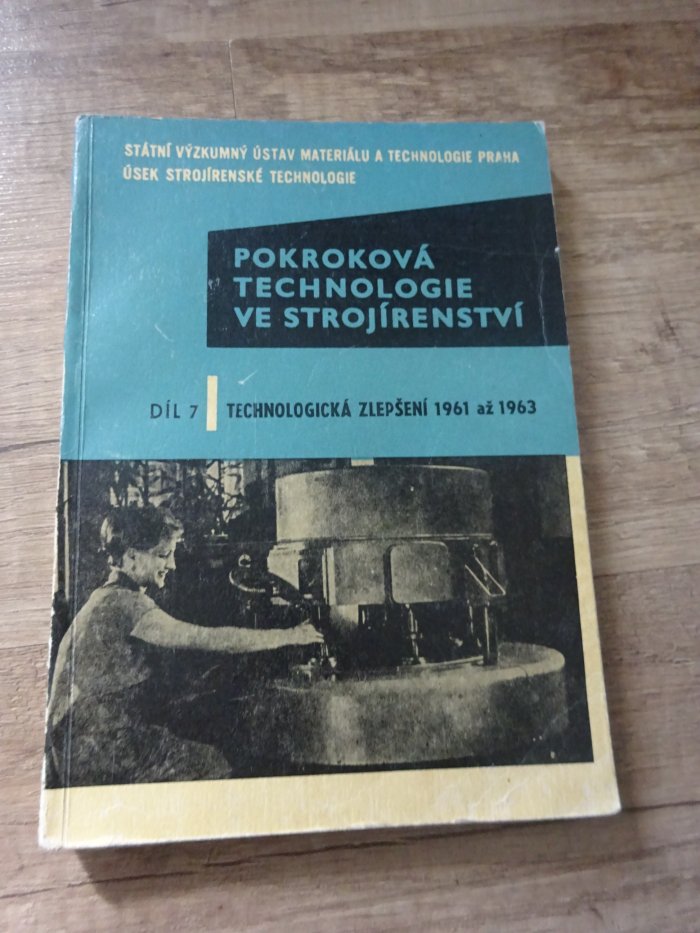 STÁTNÍ VÝZKUMNÝ ÚSTAV MATERIÁLU A TECHNOLOGIE PRAHA
ÚSEK STROJÍRENSKÉ TECHNOLOGIE
POKROKOVÁ
TECHNOLOGIE
VE STROJÍRENSTVÍ
DÍL 7 TECHNOLOGICKÁ ZLEPŠENÍ 1961 až 1963